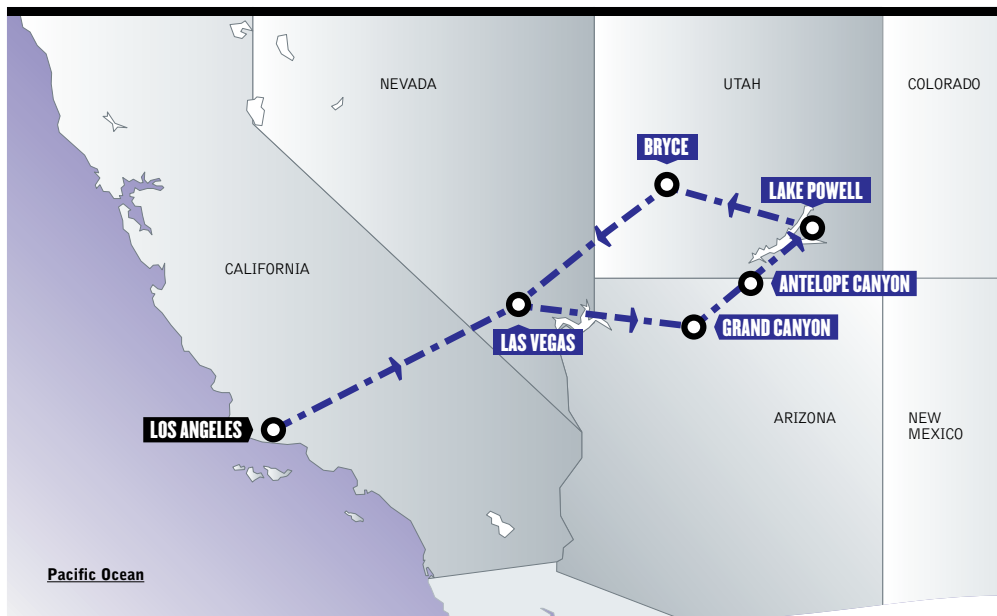 NEVADA
UTAH
COLORADO
BRYCE
LAKE POWELL
CALIFORNIA
ANTELOPE CANYON
GRAND CANYON
LAS VEGAS
LOS ANGELES
ARIZONA
NEW
MEXICO
Pacific Ocean